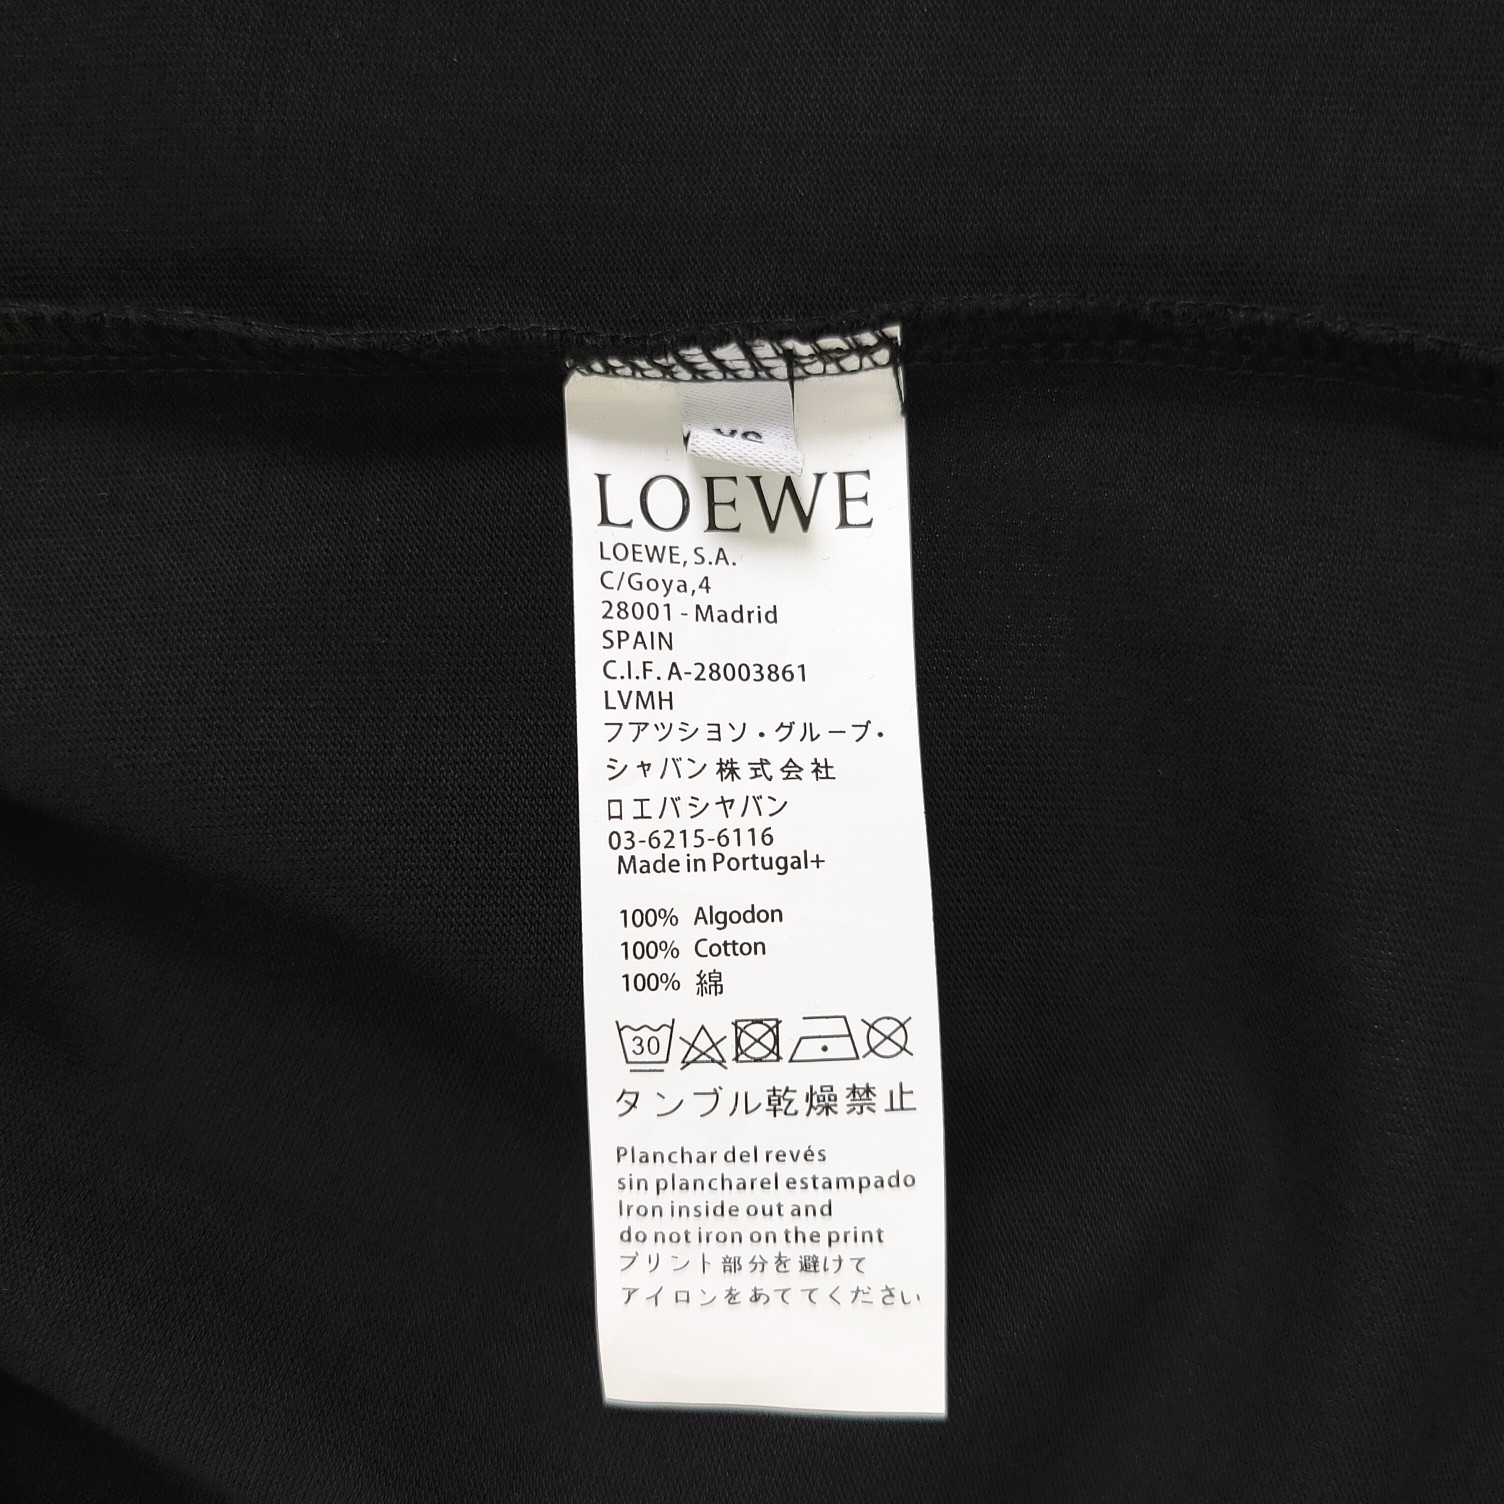 XS
LOEWE
LOEWE, S.A.
C/Goya,4
28001 - Madrid
SPAIN
C.I.F. A-28003861
LVMH
フアツシヨソ・グループ・
シャバン株式会社
ロエバシヤバン
03-6215-6116
Made in Portugal+
100% Algodon
100% Cotton
100% 綿
30
タンブル乾燥禁止
Planchar del revés
sin plancharel estampado
Iron inside out and
do not iron on the print
プリント部分を避けて
アイロンをあててください